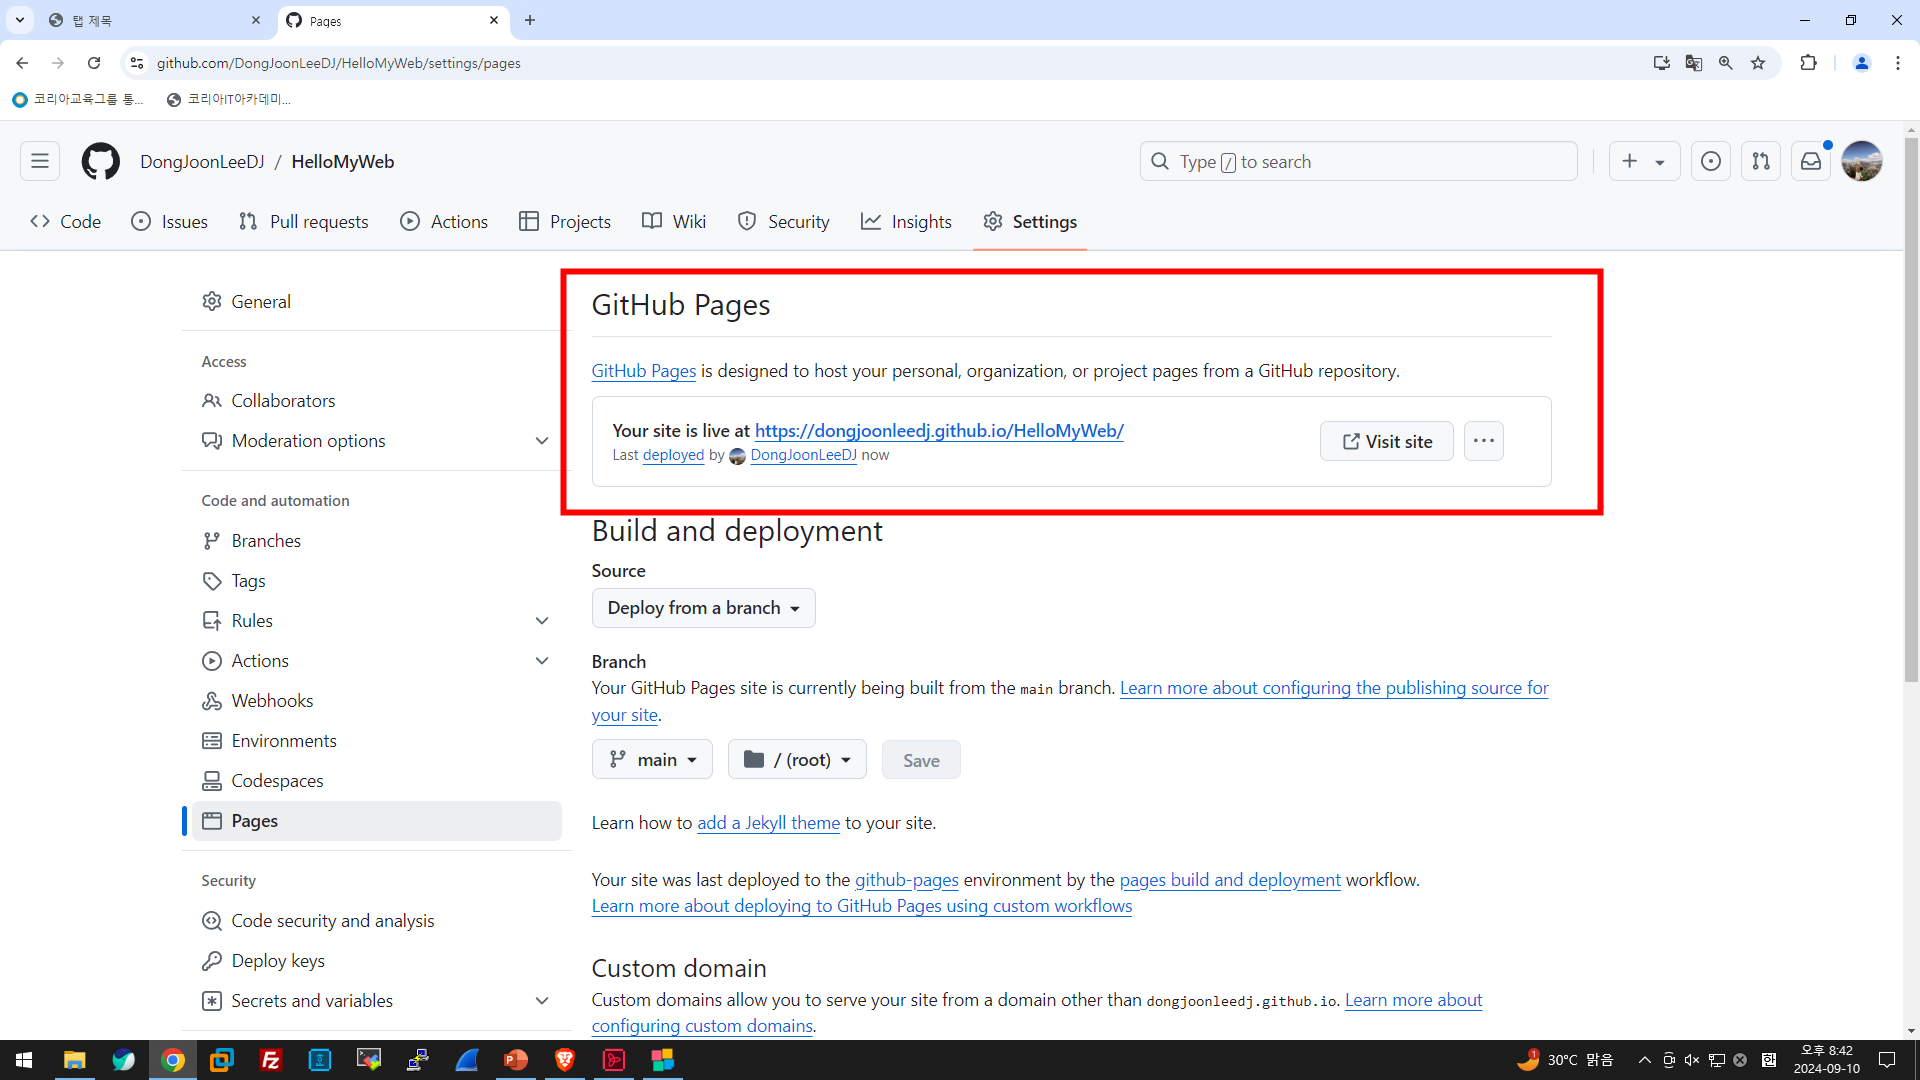 탭 제목
Pages
github.com/DongJoonLeeDJ/HelloMyWeb/settings/pages
코리아교육그룹 통...
코리아IT아카데미...
DongJoonLeeDJ / HelloMyWeb
Type / to search
Code
Issues
Pull requests
Actions
Projects
Wiki
Security
Insights
Settings
General
Access
Collaborators
Moderation options
Code and automation
Branches
Tags
Rules
Actions
Webhooks
Environments
Codespaces
Pages
Security
Code security and analysis
Deploy keys
Secrets and variables
GitHub Pages
GitHub Pages is designed to host your personal, organization, or project pages from a GitHub repository.
Your site is live at https://dongjoonleedj.github.io/HelloMyWeb/
Last deployed by DongJoonLeeDJ now
Visit site
Build and deployment
Source
Deploy from a branch
Branch
Your GitHub Pages site is currently being built from the main branch. Learn more about configuring the publishing source for
your site.
main
/ (root)
Save
Learn how to add a Jekyll theme to your site.
Your site was last deployed to the github-pages environment by the pages build and deployment workflow.
Learn more about deploying to GitHub Pages using custom workflows
Custom domain
Custom domains allow you to serve your site from a domain other than dongjoonleedj.github.io. Learn more about
configuring custom domains.
1
30°C 맑음
한
오후 8:42
2024-09-10